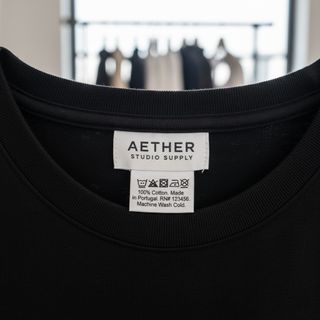 AETHER
STUDIO SUPPLY
100% Cotton. Made
in Portugal. RN# 123456.
Machine Wash Cold.